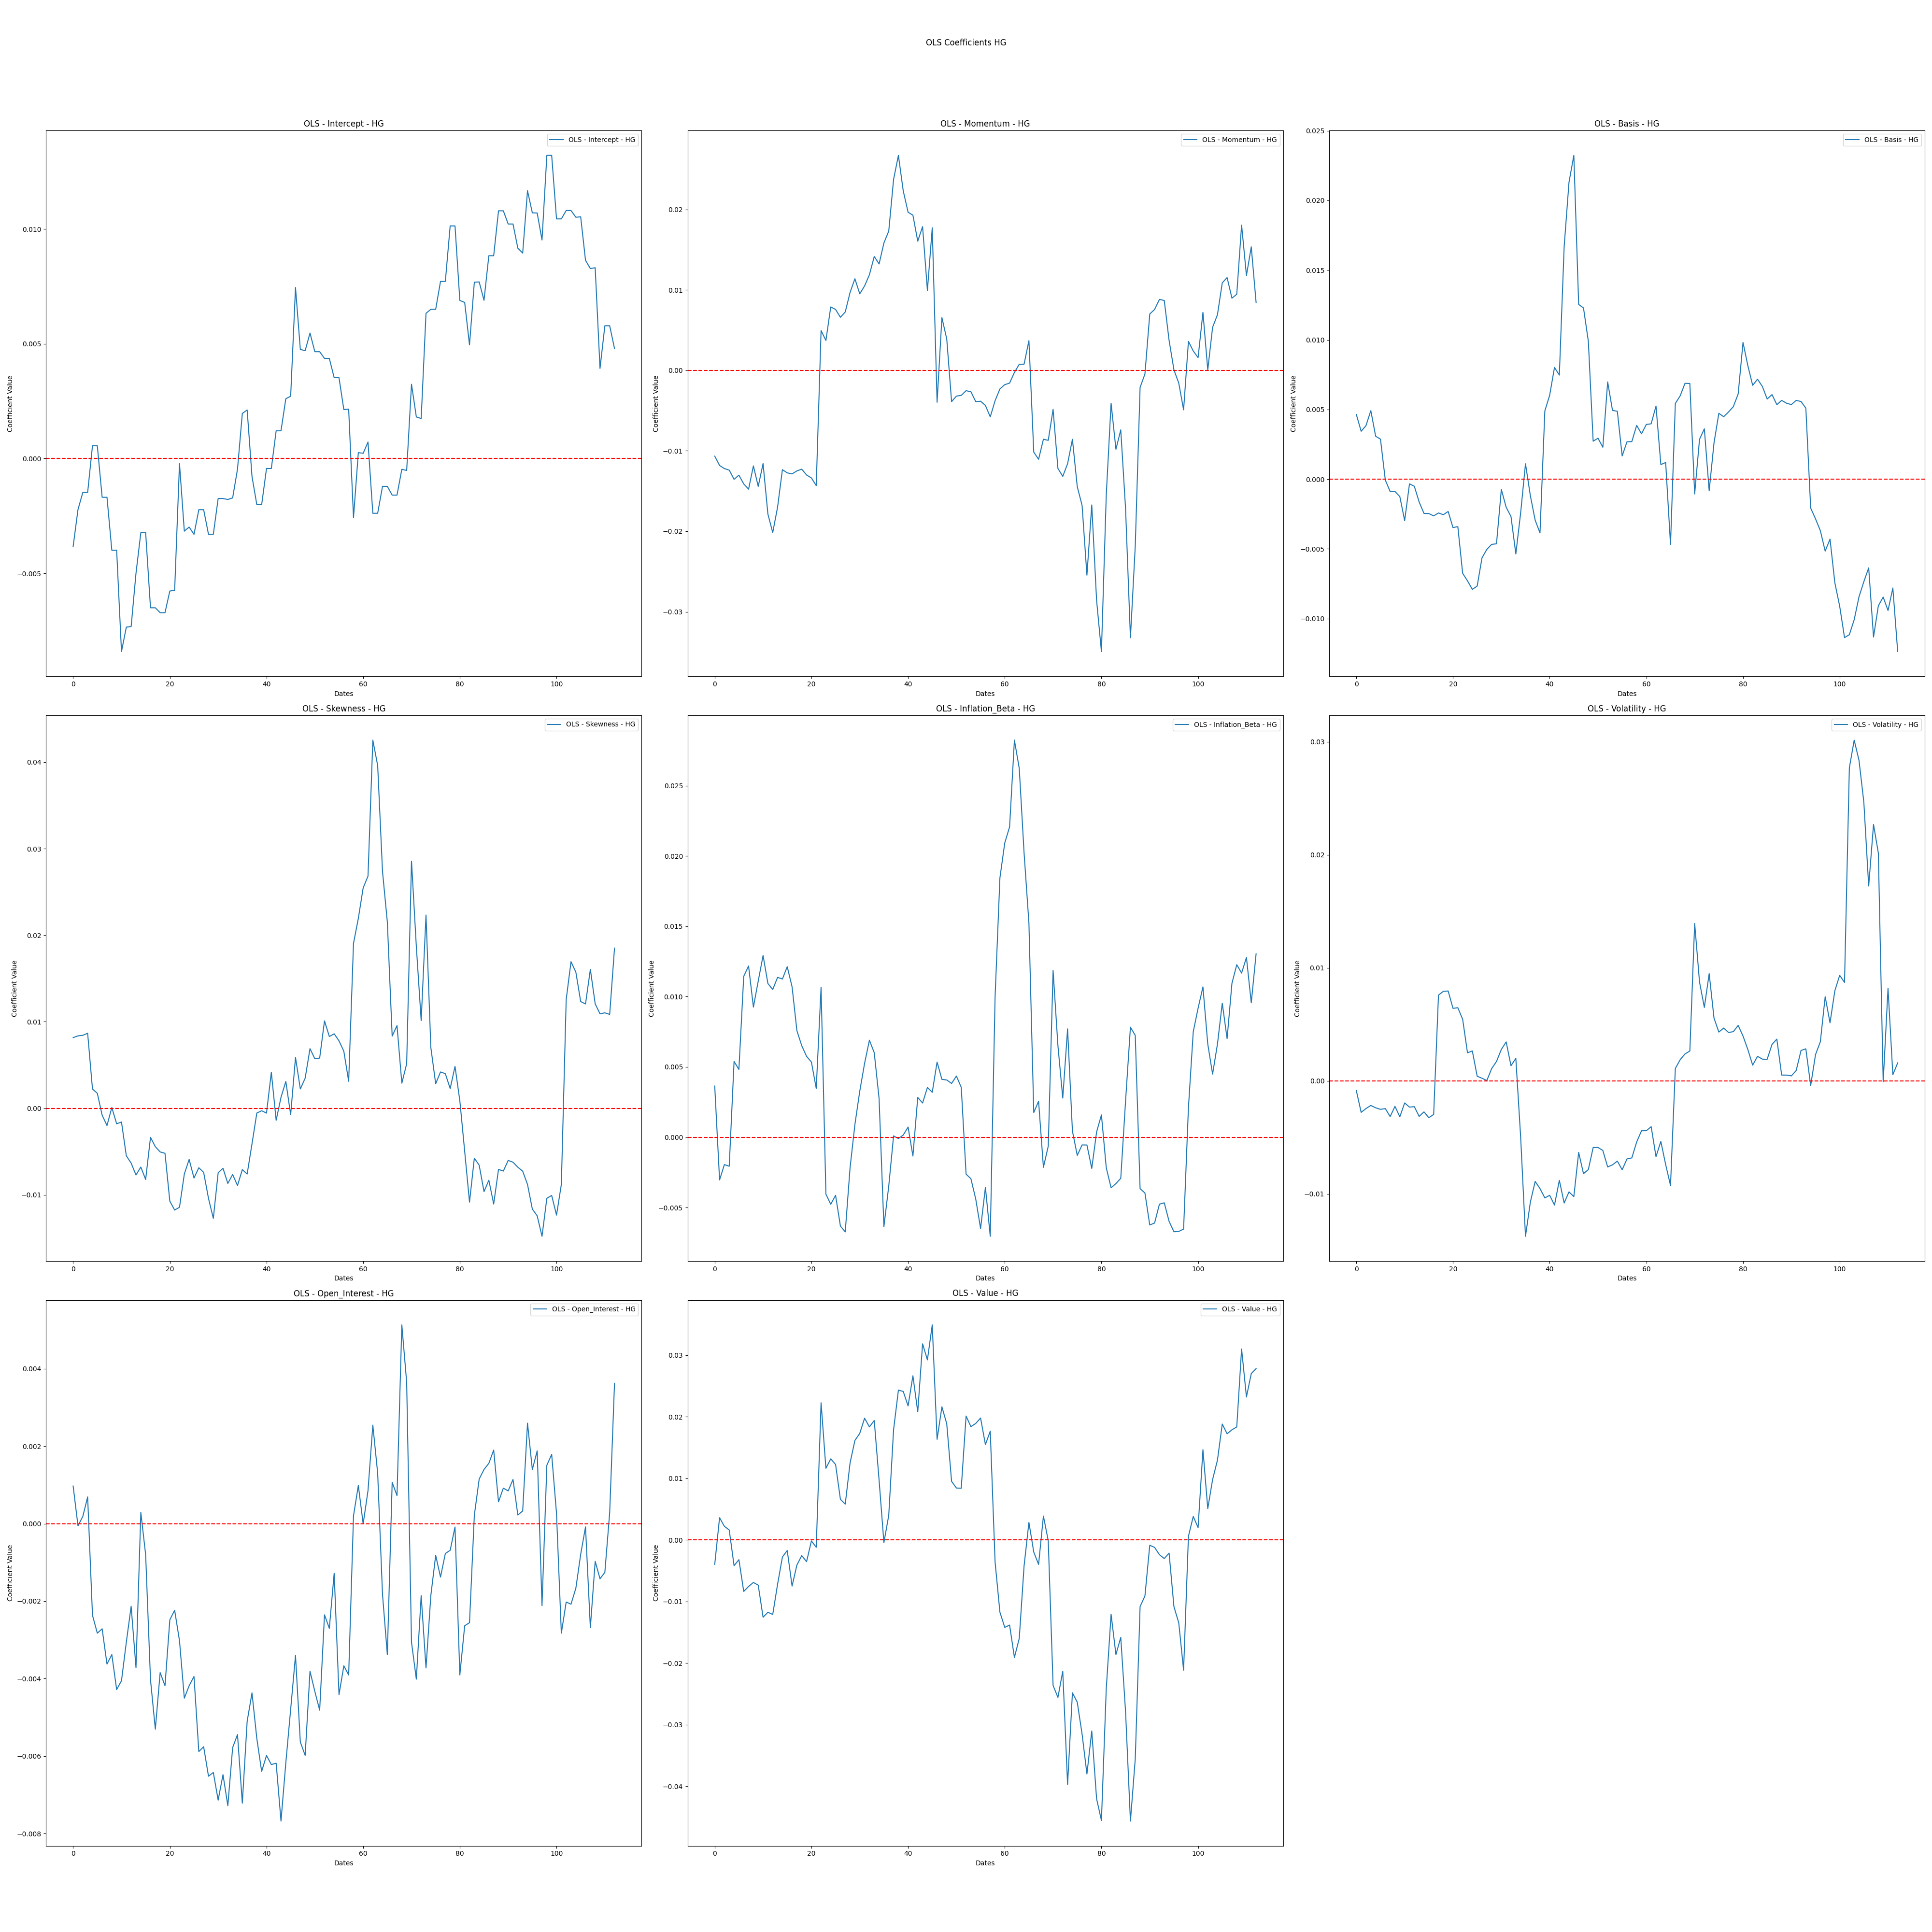 OLS Coefficients HG
OLS - Intercept - HG
OLS - Intercept - HG
Coefficient Value
0.010
0.005
0.000
−0.005
0 20 40 60 80 100
Dates
OLS - Momentum - HG
OLS - Momentum - HG
Coefficient Value
0.02
0.01
0.00
−0.01
−0.02
−0.03
0 20 40 60 80 100
Dates
OLS - Basis - HG
OLS - Basis - HG
Coefficient Value
0.025
0.020
0.015
0.010
0.005
0.000
−0.005
−0.010
0 20 40 60 80 100
Dates
OLS - Skewness - HG
OLS - Skewness - HG
Coefficient Value
0.04
0.03
0.02
0.01
0.00
−0.01
0 20 40 60 80 100
Dates
OLS - Inflation_Beta - HG
OLS - Inflation_Beta - HG
Coefficient Value
0.025
0.020
0.015
0.010
0.005
0.000
−0.005
0 20 40 60 80 100
Dates
OLS - Volatility - HG
OLS - Volatility - HG
Coefficient Value
0.03
0.02
0.01
0.00
−0.01
0 20 40 60 80 100
Dates
OLS - Open_Interest - HG
OLS - Open_Interest - HG
Coefficient Value
0.004
0.002
0.000
−0.002
−0.004
−0.006
−0.008
0 20 40 60 80 100
Dates
OLS - Value - HG
OLS - Value - HG
Coefficient Value
0.03
0.02
0.01
0.00
−0.01
−0.02
−0.03
−0.04
0 20 40 60 80 100
Dates